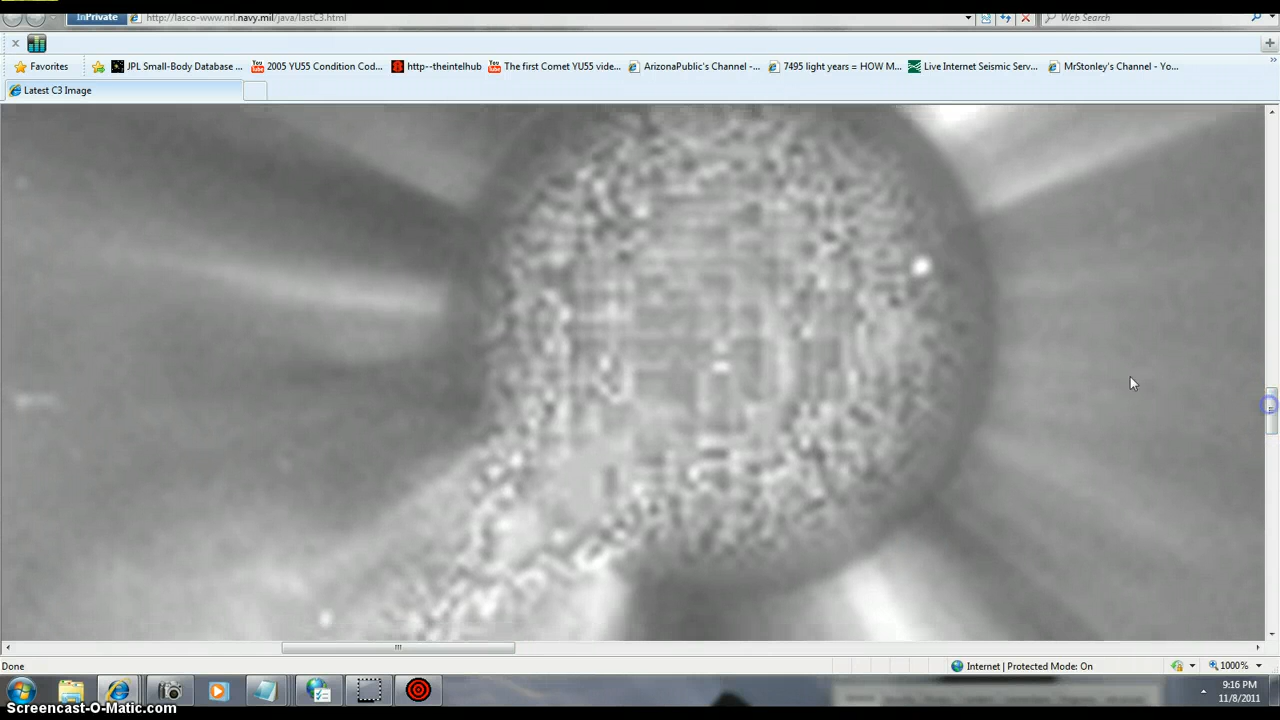 InPrivate http://lasco-www.nrl.navy.mil/java/lastC3.html Web Search
Favorites JPL Small-Body Database ... 2005 YU55 Condition Cod... http--theintelhub The first Comet YU55 vide... ArizonaPublic's Channel -... 7495 light years = HOW M... Live Internet Seismic Serv... MrStonley's Channel - Yo...
Latest C3 Image
Done Internet | Protected Mode: On 1000%
9:16 PM
11/8/2011
Screencast-O-Matic.com